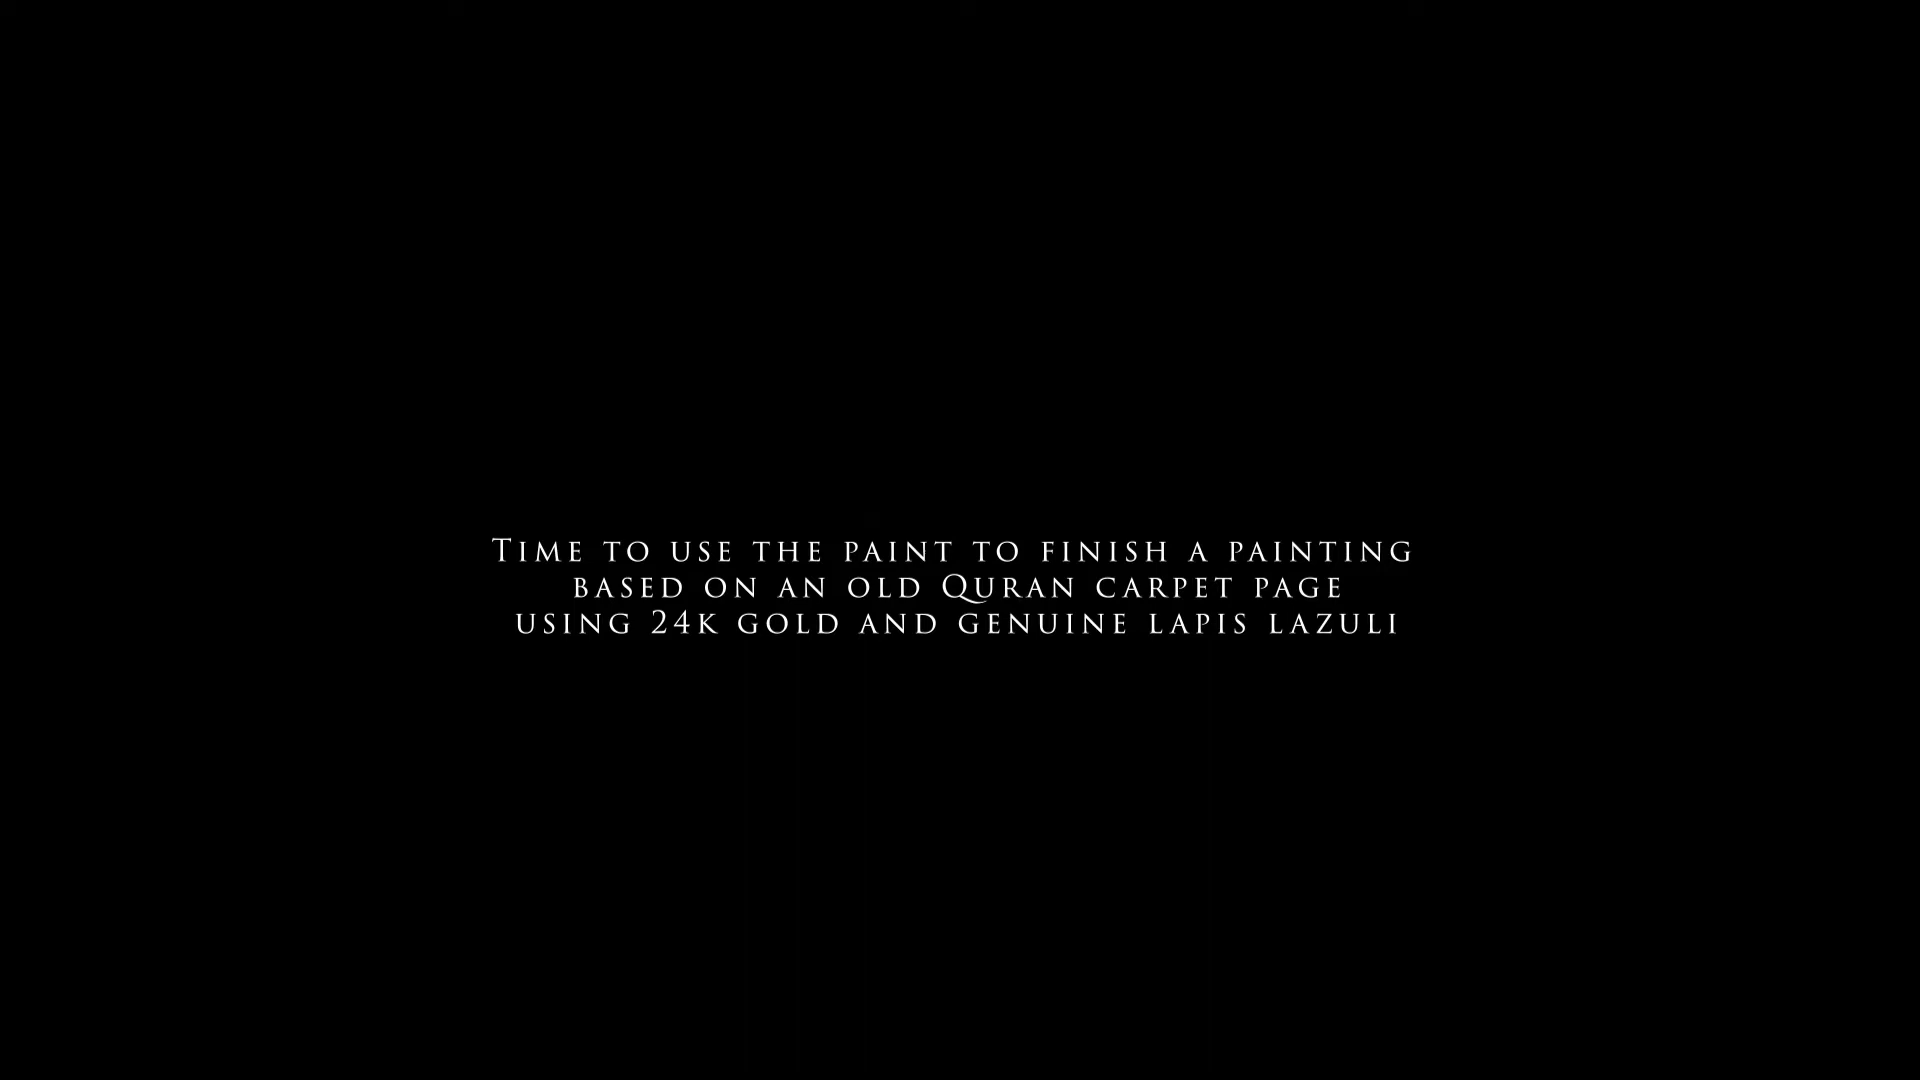 Time to use the paint to finish a painting
based on an old Quran carpet page
using 24k gold and genuine lapis lazuli